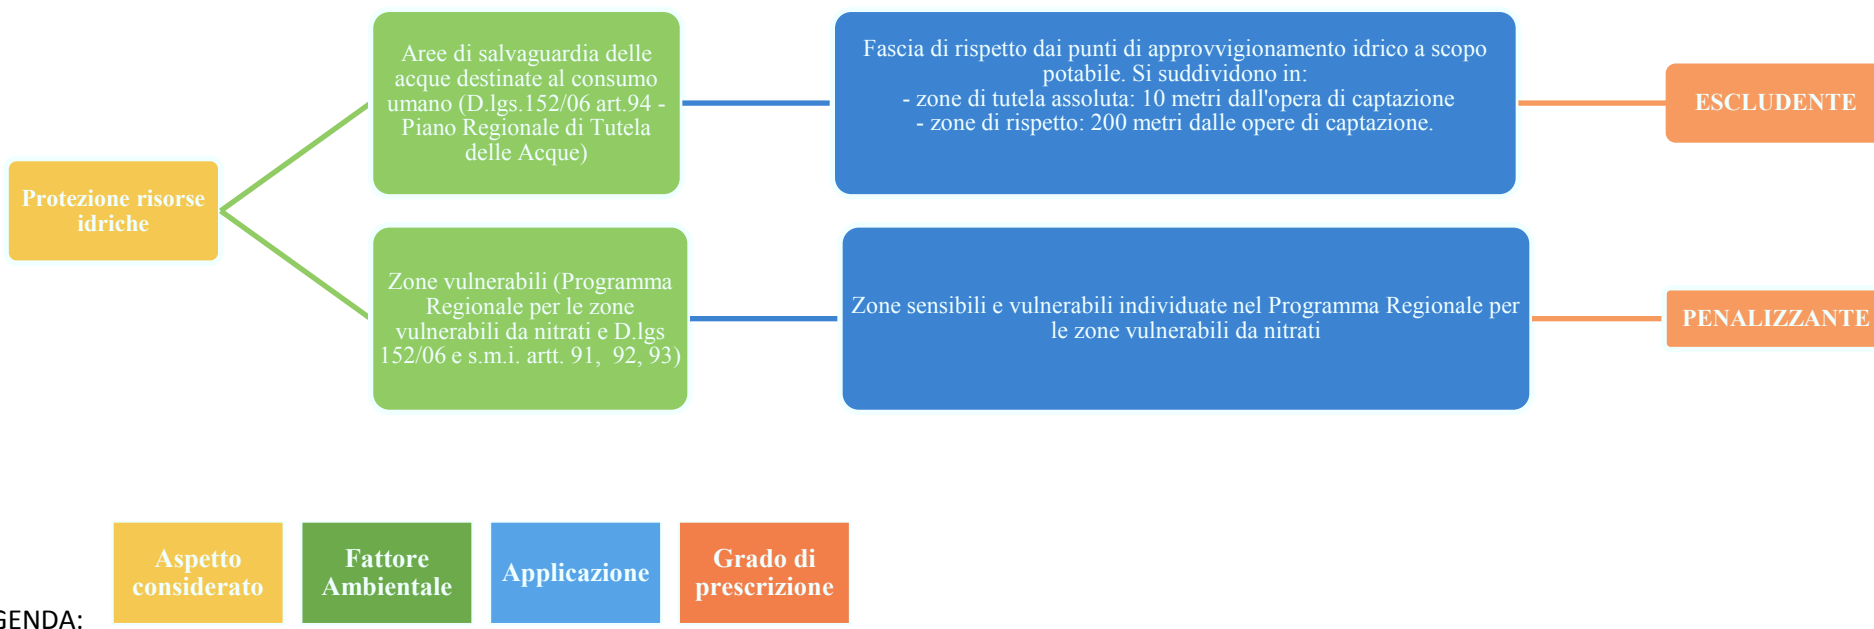 Protezione risorse
idriche
Aree di salvaguardia delle
acque destinate al consumo
umano (D.lgs.152/06 art.94 -
Piano Regionale di Tutela
delle Acque)
Fascia di rispetto dai punti di approvvigionamento idrico a scopo
potabile. Si suddividono in:
- zone di tutela assoluta: 10 metri dall'opera di captazione
- zone di rispetto: 200 metri dalle opere di captazione.
ESCLUDENTE
Zone vulnerabili (Programma
Regionale per le zone
vulnerabili da nitrati e D.lgs
152/06 e s.m.i. artt. 91, 92, 93)
Zone sensibili e vulnerabili individuate nel Programma Regionale per
le zone vulnerabili da nitrati
PENALIZZANTE
GENDA:
Aspetto
considerato
Fattore
Ambientale
Applicazione
Grado di
prescrizione